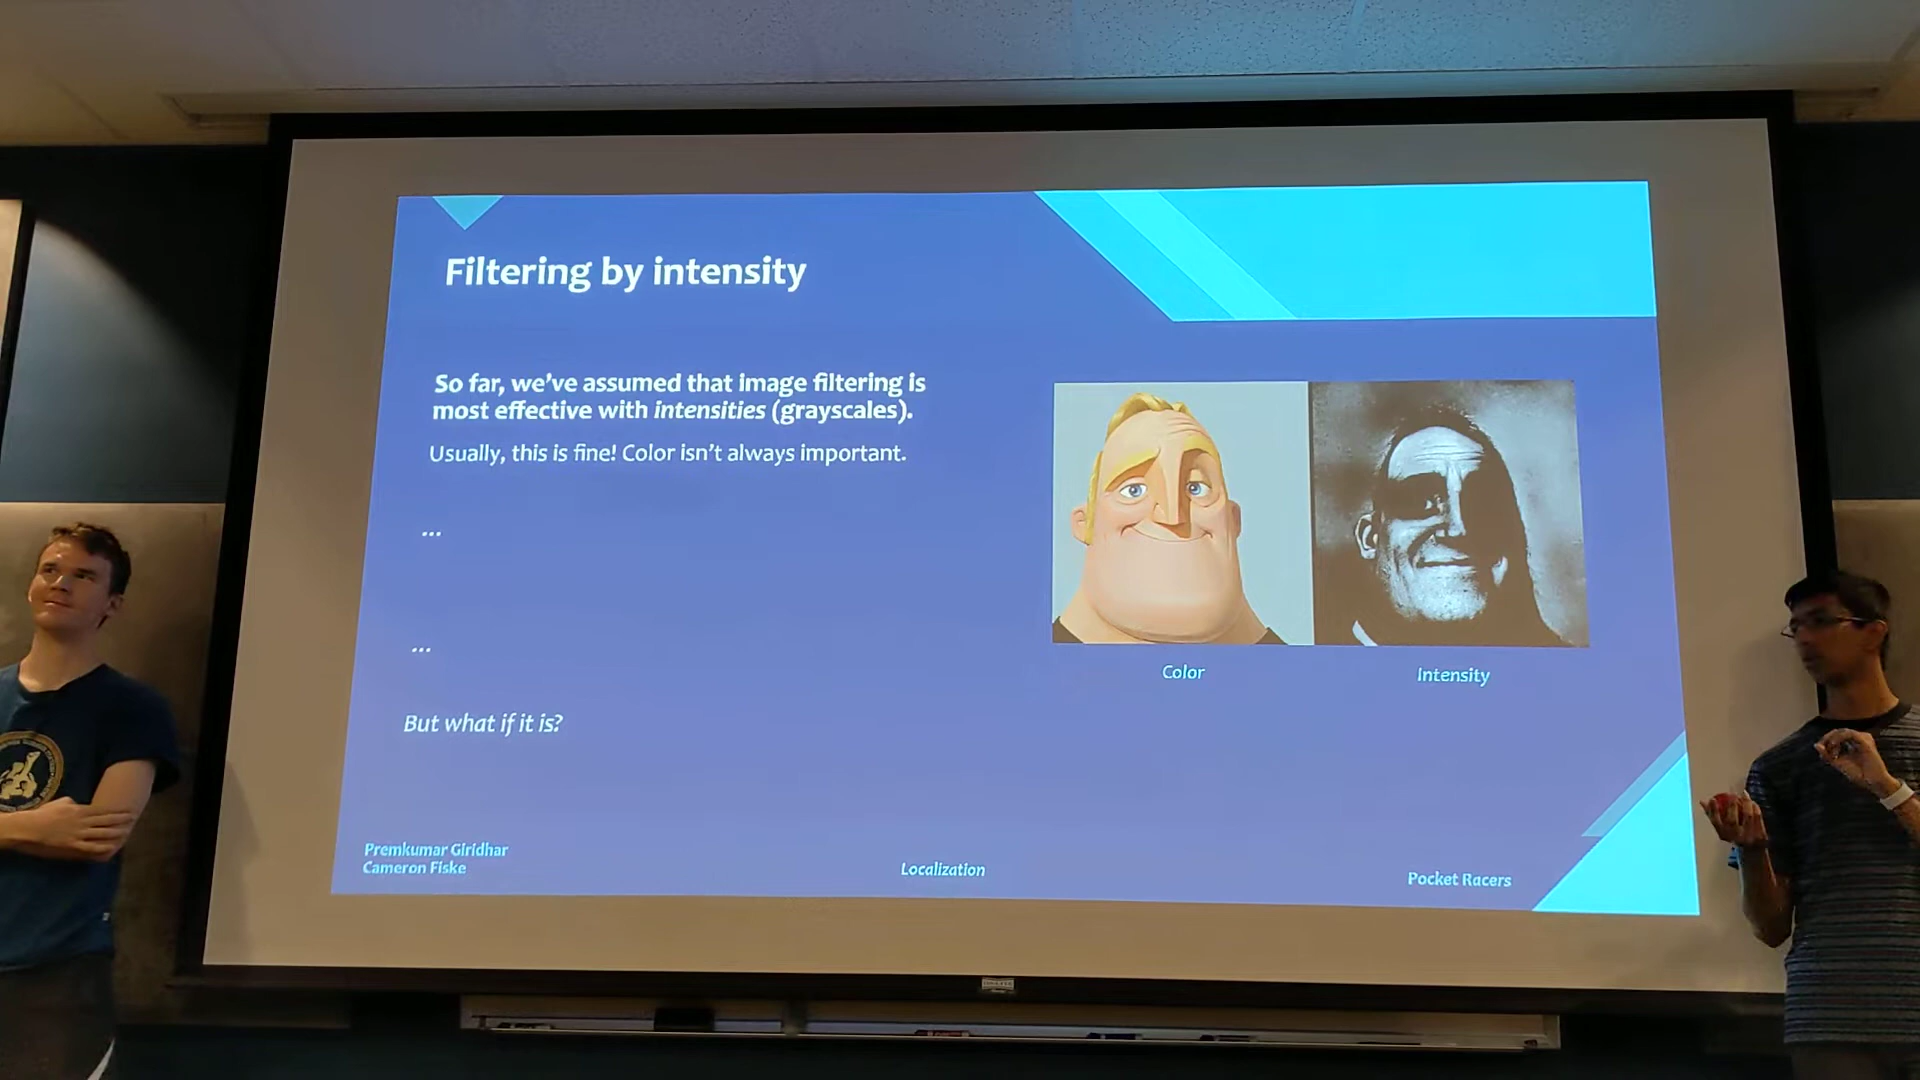 Filtering by intensity
So far, we've assumed that image filtering is
most effective with intensities (grayscales).
Usually, this is fine! Color isn't always important.
...
...
But what if it is?
Color
Intensity
Premkumar Giridhar
Cameron Fiske
Localization
Pocket Racers